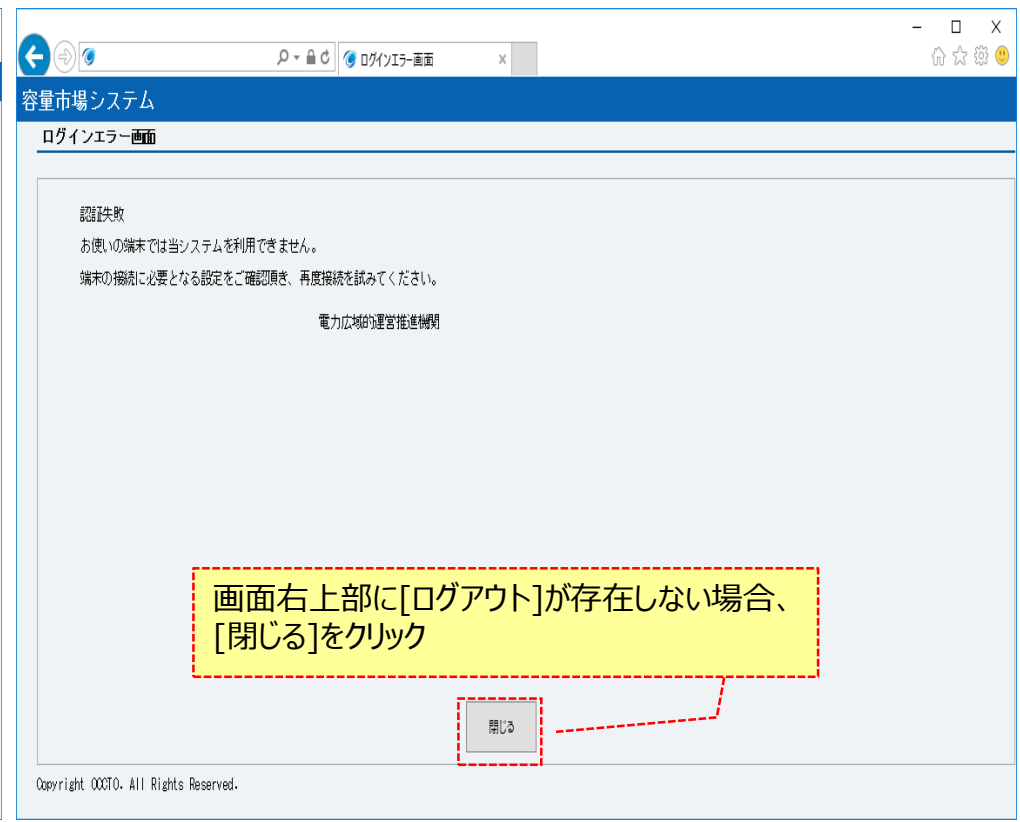 ログインエラー画面
容量市場システム
ログインエラー画面
認証失敗
お使いの端末では当システムを利用できません。
端末の接続に必要となる設定をご確認頂き、再度接続を試みてください。
電力広域的運営推進機関
画面右上部に[ログアウト]が存在しない場合、
[閉じる]をクリック
閉じる
Copyright OCCTO. All Rights Reserved.